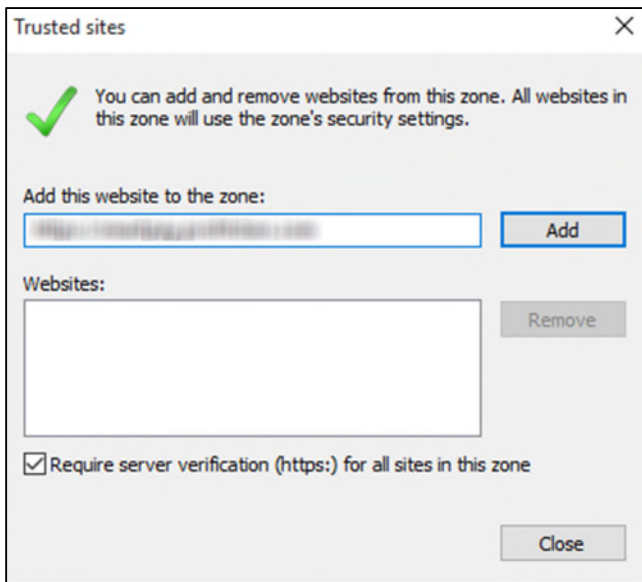 Trusted sites
You can add and remove websites from this zone. All websites in
this zone will use the zone's security settings.
Add this website to the zone:
Add
Websites:
Remove
Require server verification (https:) for all sites in this zone
Close